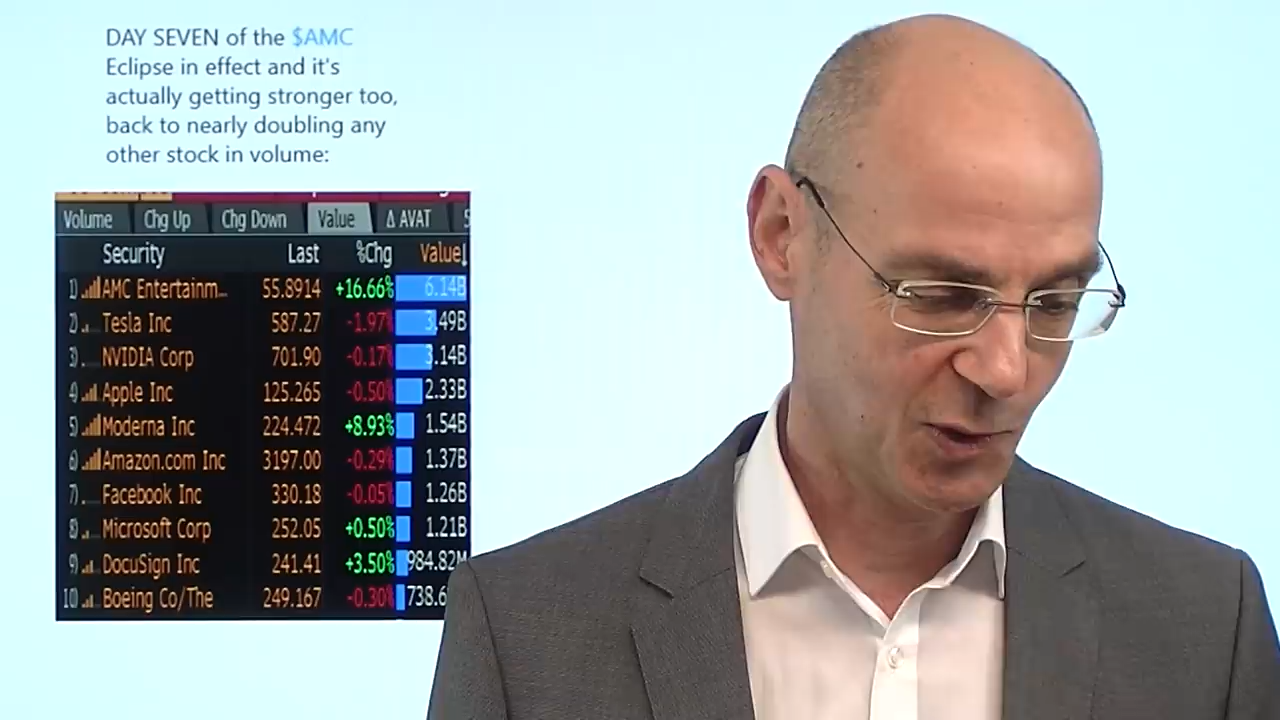 DAY SEVEN of the $AMC
Eclipse in effect and it's
actually getting stronger too,
back to nearly doubling any
other stock in volume:
Volume Chg Up Chg Down Value Δ AVAT 5
Security Last %Chg Value↓
1) AMC Entertainm… 55.8914 +16.66% 6.14B
2) Tesla Inc 587.27 -1.97% 3.49B
3) NVIDIA Corp 701.90 -0.17% 3.14B
4) Apple Inc 125.265 -0.50% 2.33B
5) Moderna Inc 224.472 +8.93% 1.54B
6) Amazon.com Inc 3197.00 -0.29% 1.37B
7) Facebook Inc 330.18 -0.05% 1.26B
8) Microsoft Corp 252.05 +0.50% 1.21B
9) DocuSign Inc 241.41 +3.50% 984.82M
10) Boeing Co/The 249.167 -0.30% 738.6